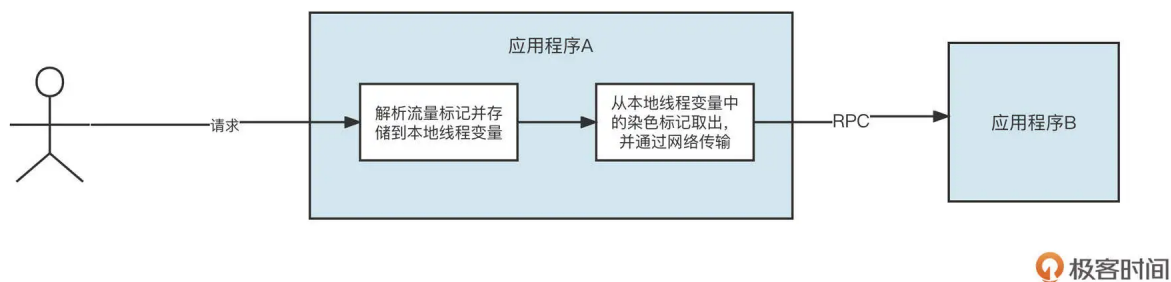 应用程序A
请求
解析流量标记并存
储到本地线程变量
从本地线程变量中
的染色标记取出，
并通过网络传输
RPC
应用程序B
极客时间